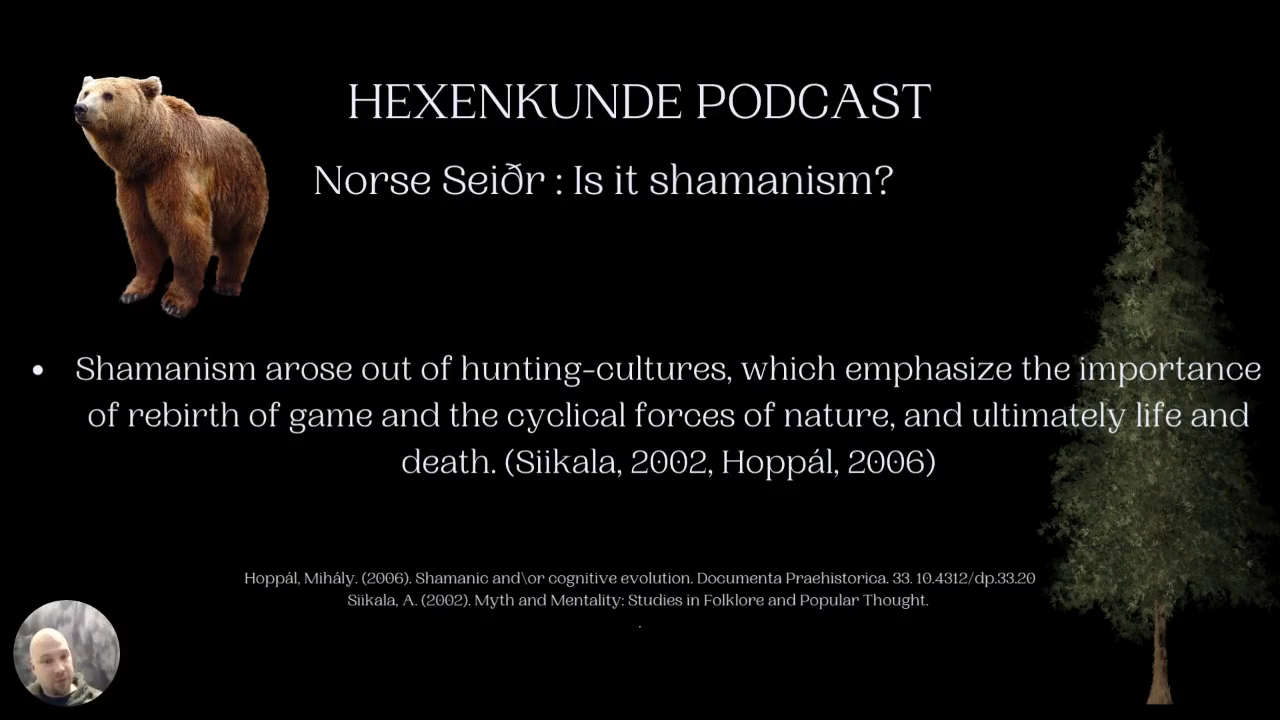 HEXENKUNDE PODCAST
Norse Seiðr : Is it shamanism?
• Shamanism arose out of hunting-cultures, which emphasize the importance
of rebirth of game and the cyclical forces of nature, and ultimately life and
death. (Siikala, 2002, Hoppál, 2006)
Hoppál, Mihály. (2006). Shamanic and\or cognitive evolution. Documenta Praehistorica. 33. 10.4312/dp.33.20
Siikala, A. (2002). Myth and Mentality: Studies in Folklore and Popular Thought.
.